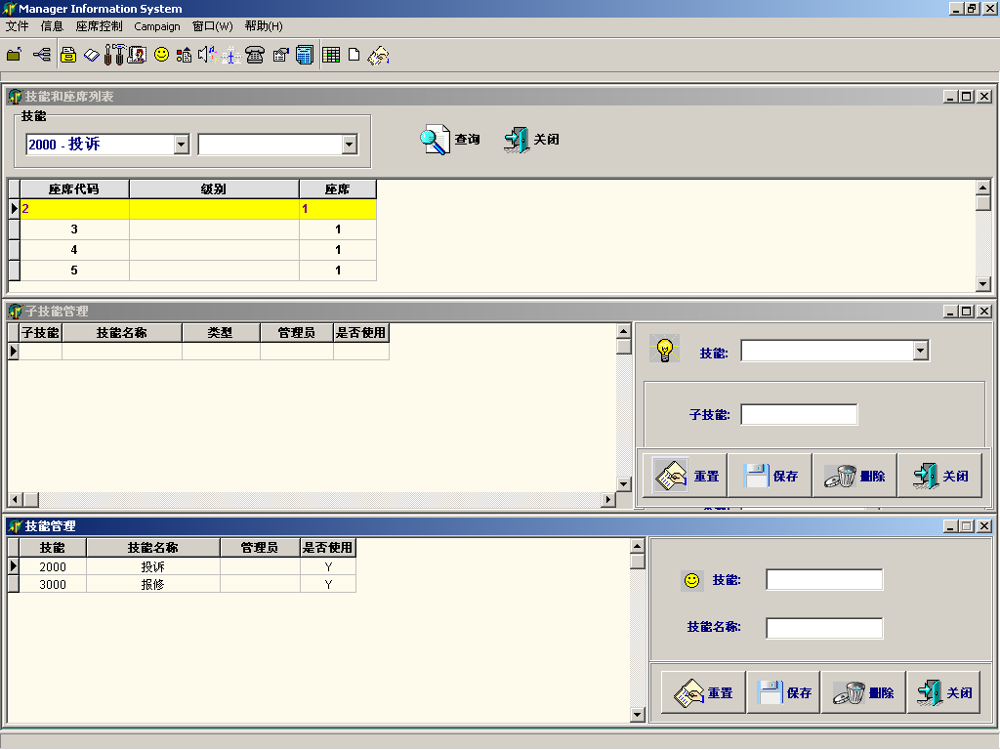 Manager Information System
文件 信息 座席控制 Campaign 窗口(W) 帮助(H)
技能和座席列表
技能
2000 - 投诉
查询 关闭
座席代码 级别 座席
2 1
3 1
4 1
5 1
子技能管理
子技能 技能名称 类型 管理员 是否使用
技能:
子技能:
重置 保存 删除 关闭
技能管理
技能 技能名称 管理员 是否使用
2000 投诉 Y
3000 报修 Y
技能:
技能名称:
重置 保存 删除 关闭